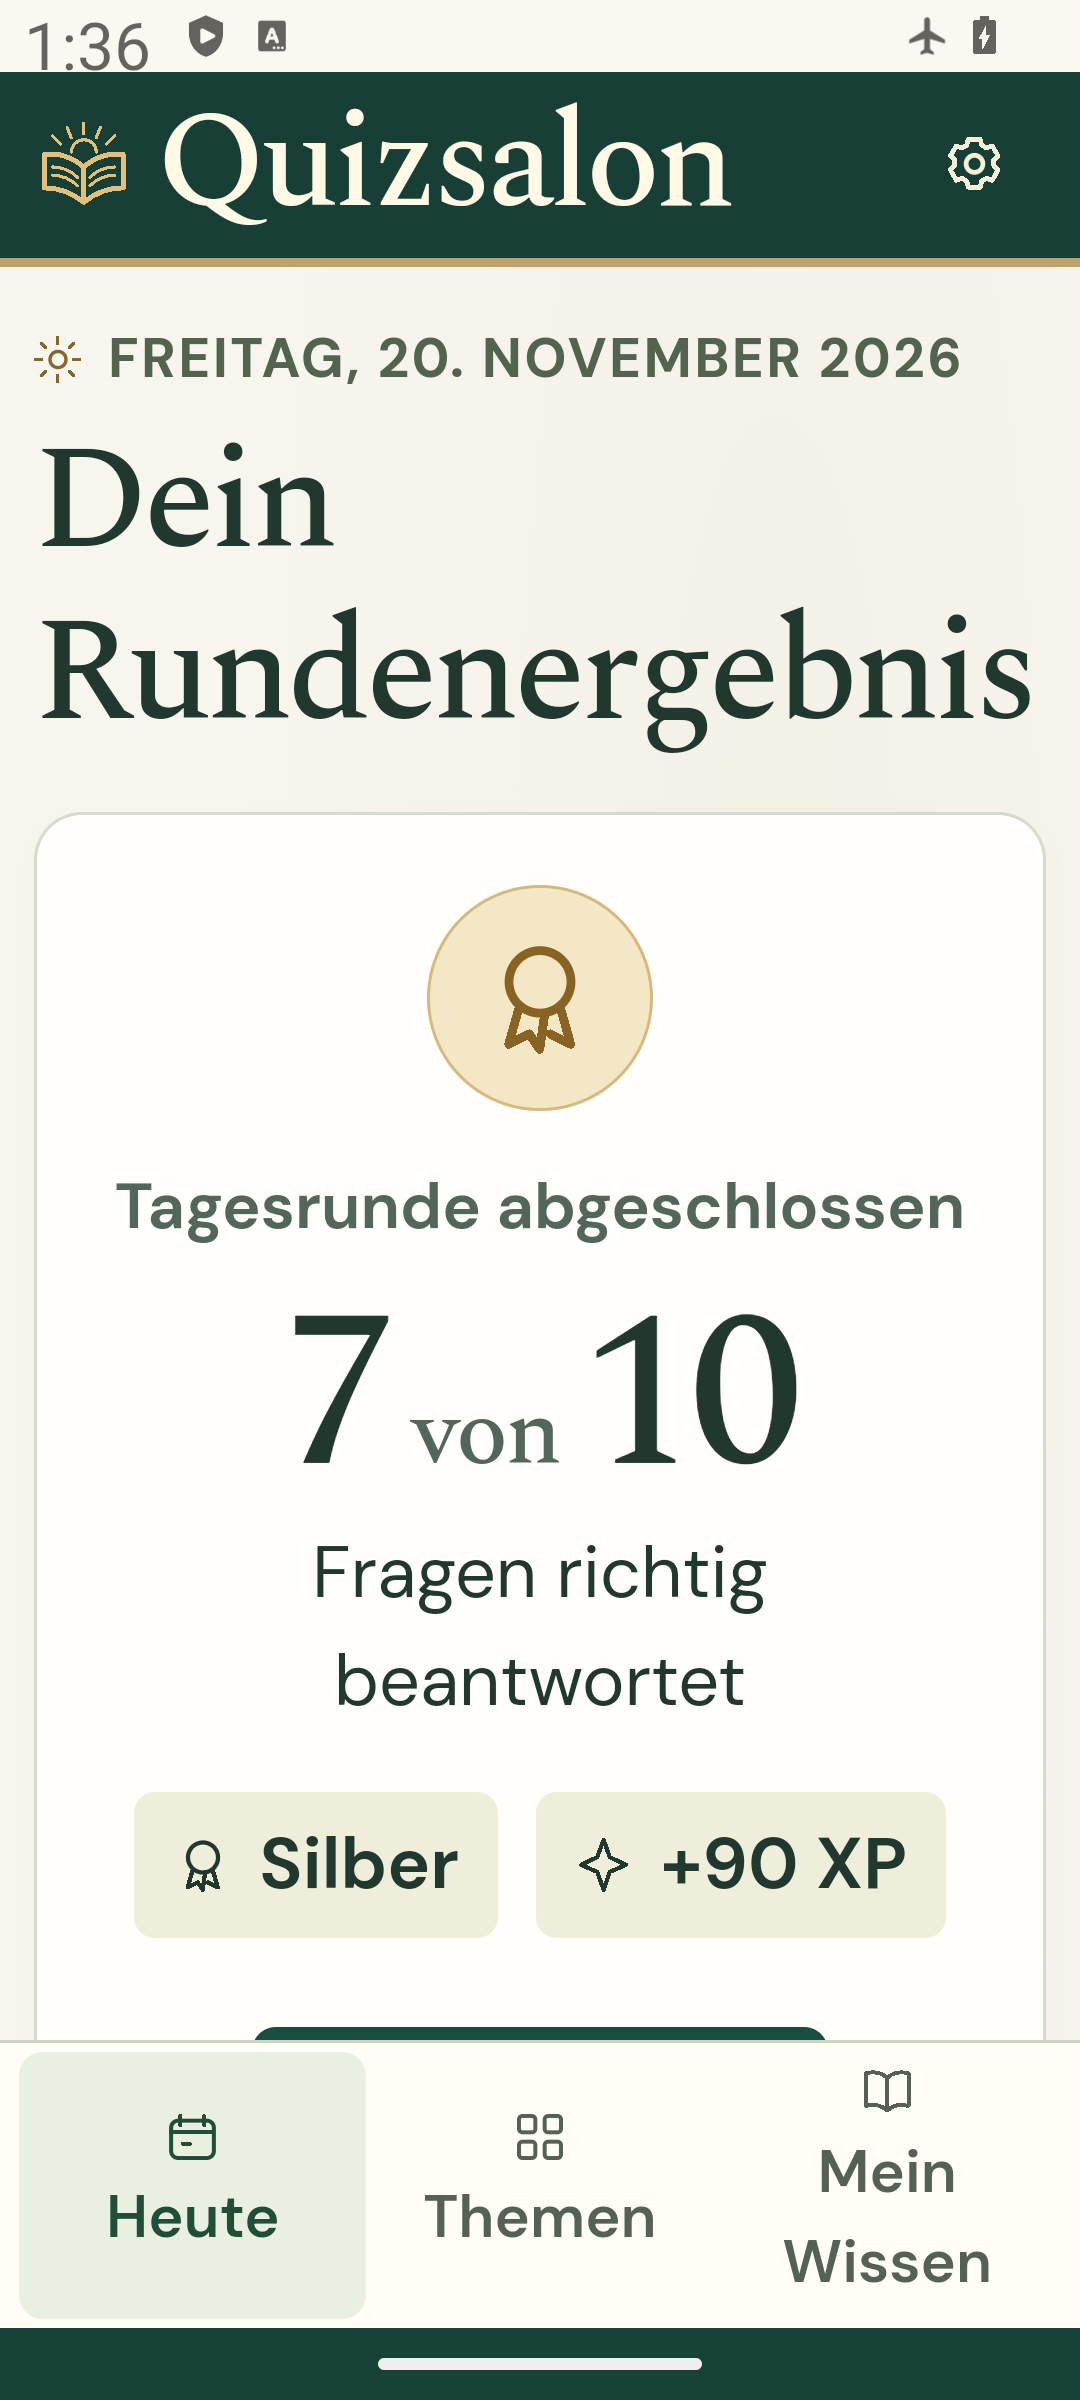 1:36
Quizsalon
FREITAG, 20. NOVEMBER 2026
Dein
Rundenergebnis
Tagesrunde abgeschlossen
7 von 10
Fragen richtig
beantwortet
Silber
+90 XP
Heute
Themen
Mein
Wissen